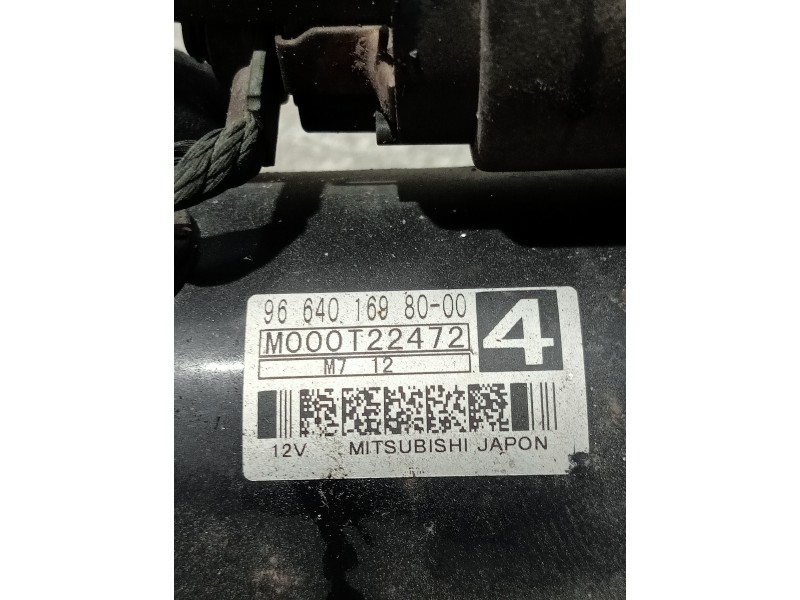 96 640 169 80-00
4
M000T22472
M7 12
12V MITSUBISHI JAPON